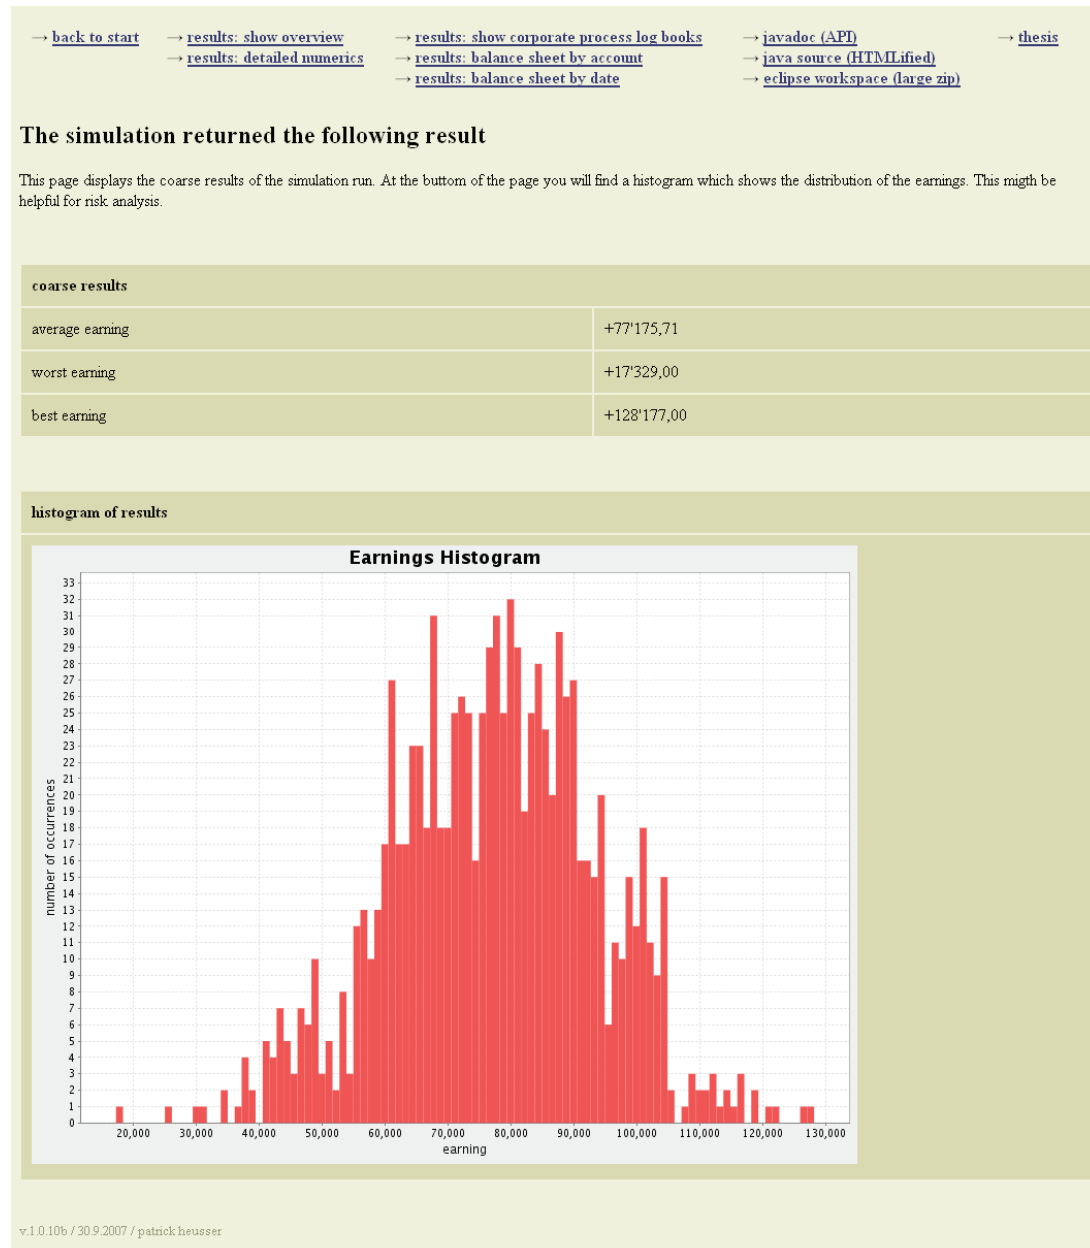 → back to start → results: show overview → results: show corporate process log books → javadoc (API) → thesis
→ results: detailed numerics → results: balance sheet by account → java source (HTMLified)
→ results: balance sheet by date → eclipse workspace (large zip)
The simulation returned the following result
This page displays the coarse results of the simulation run. At the buttom of the page you will find a histogram which shows the distribution of the earnings. This migth be
helpful for risk analysis.
coarse results
average earning +77'175,71
worst earning +17'329,00
best earning +128'177,00
histogram of results
Earnings Histogram
33
32
31
30
29
28
27
26
25
24
23
22
21
20
19
18
17
16
15
14
13
12
11
10
9
8
7
6
5
4
3
2
1
0
number of occurrences
20,000 30,000 40,000 50,000 60,000 70,000 80,000 90,000 100,000 110,000 120,000 130,000
earning
v.1.0.10b / 30.9.2007 / patrick heusser